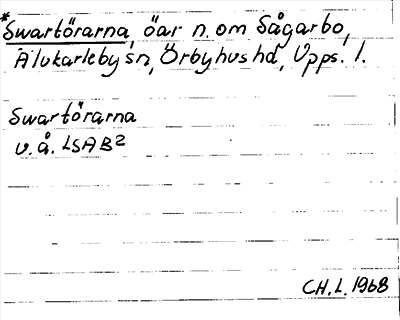 *Swartörarna, öar n. om Sågarbo,
Älvkarleby sn, Örbyhus hd, Upps. l.
Swartörarna
u.å. LSAB²
CH.L. 1968